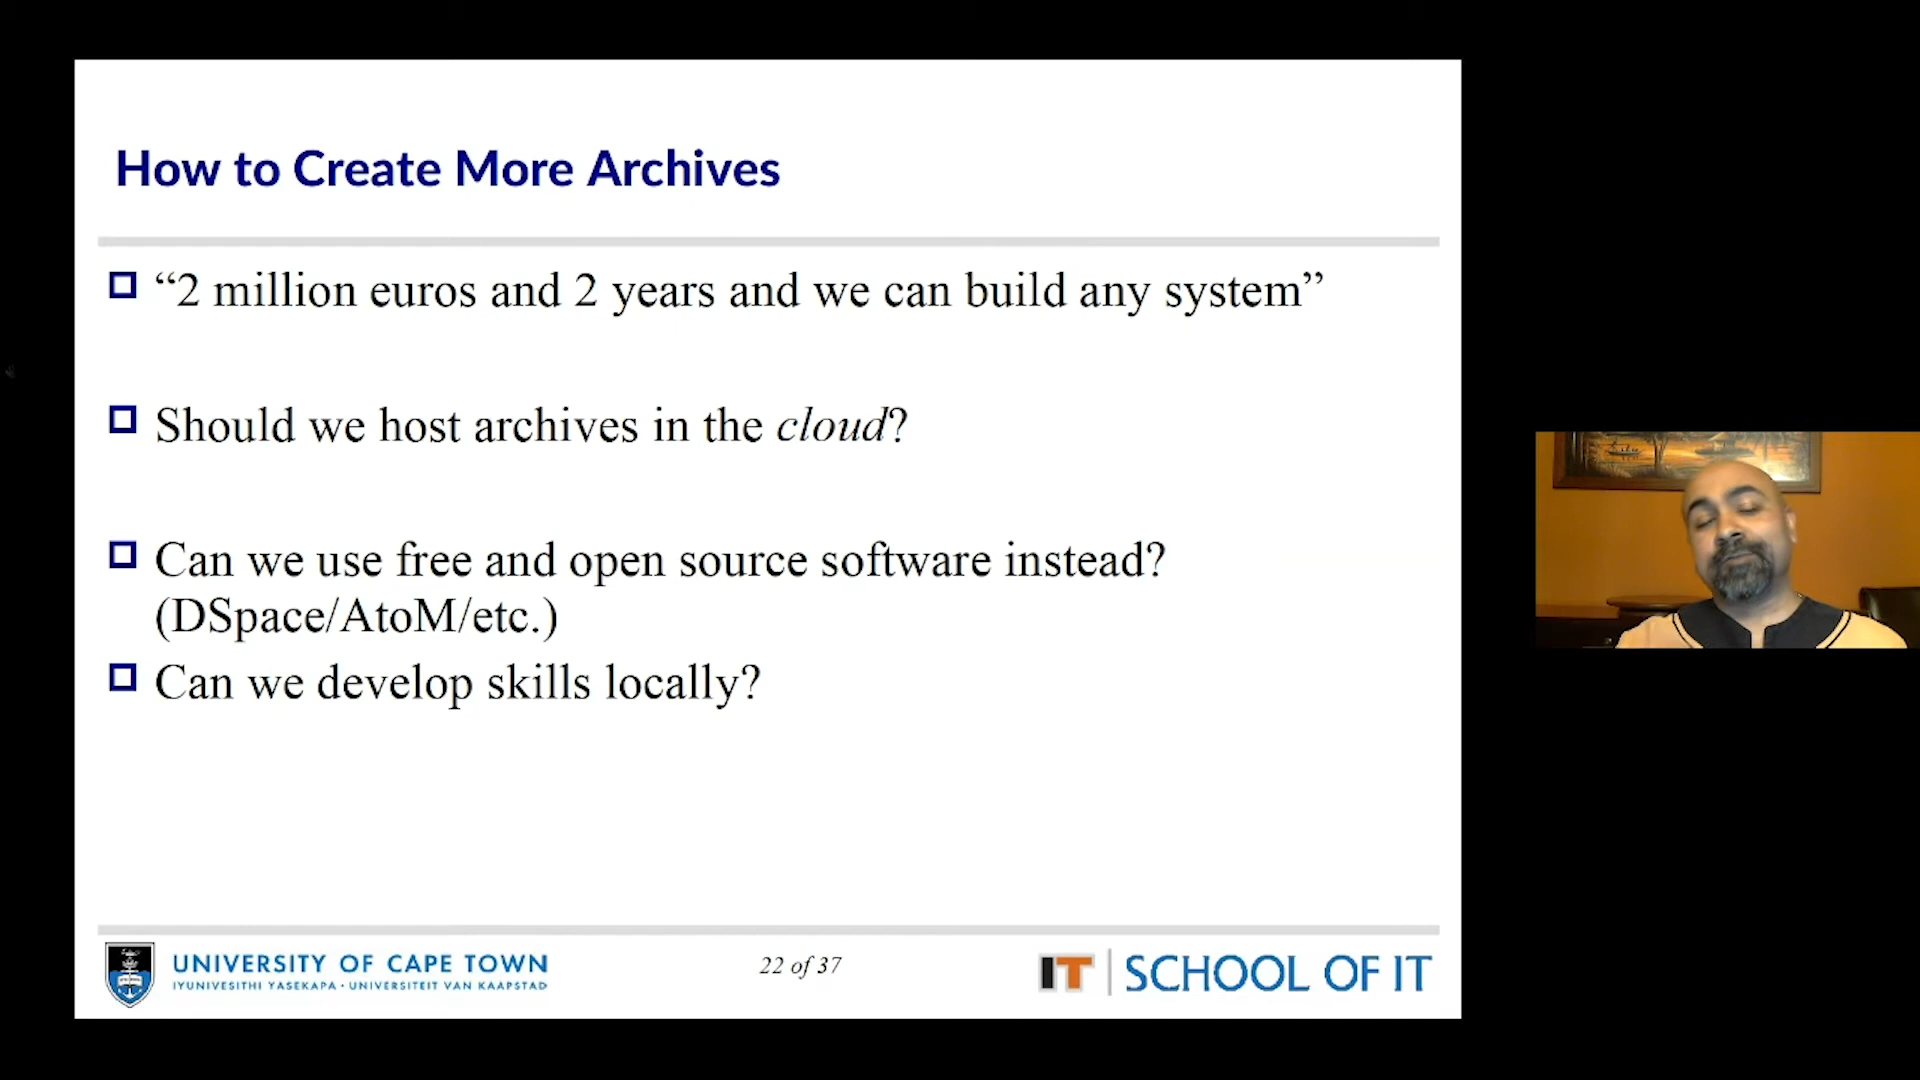 How to Create More Archives
“2 million euros and 2 years and we can build any system”
Should we host archives in the cloud?
Can we use free and open source software instead?
(DSpace/AtoM/etc.)
Can we develop skills locally?
UNIVERSITY OF CAPE TOWN
IYUNIVESITHI YASEKAPA • UNIVERSITEIT VAN KAAPSTAD
22 of 37
IT | SCHOOL OF IT